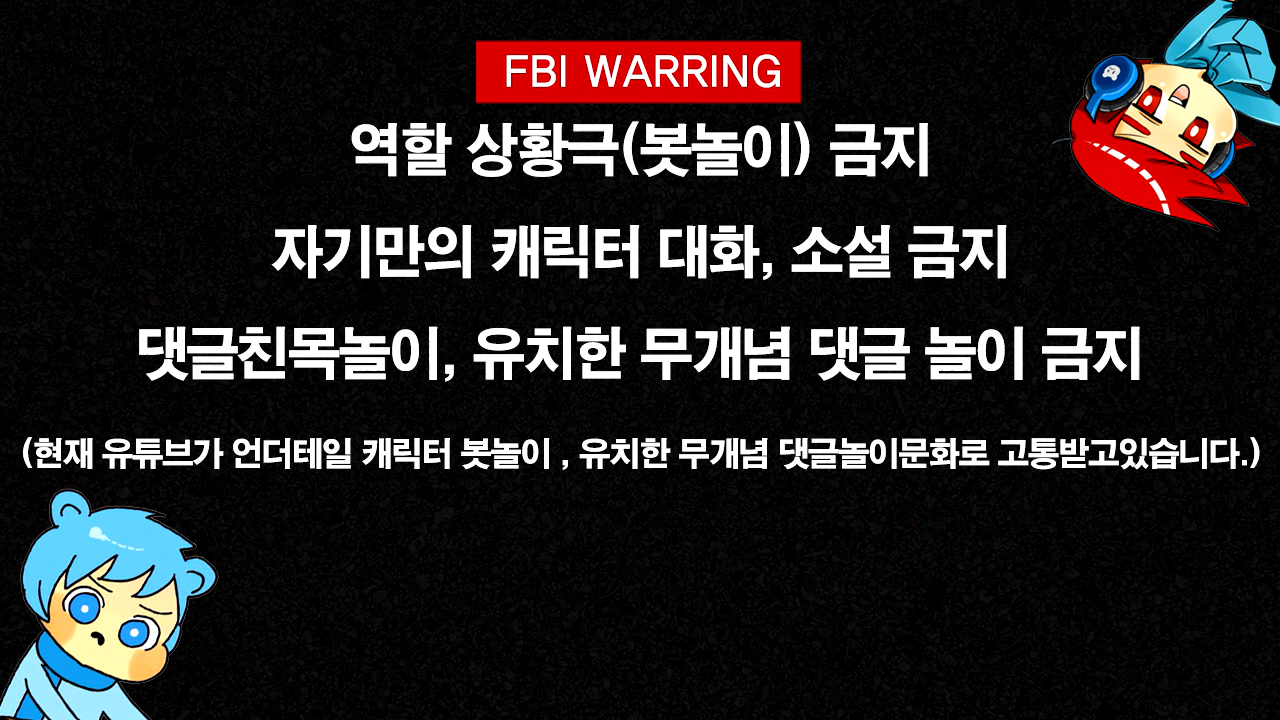 FBI WARRING
역할 상황극(봇놀이) 금지
자기만의 캐릭터 대화, 소설 금지
댓글친목놀이, 유치한 무개념 댓글 놀이 금지
(현재 유튜브가 언더테일 캐릭터 봇놀이 , 유치한 무개념 댓글놀이문화로 고통받고있습니다.)